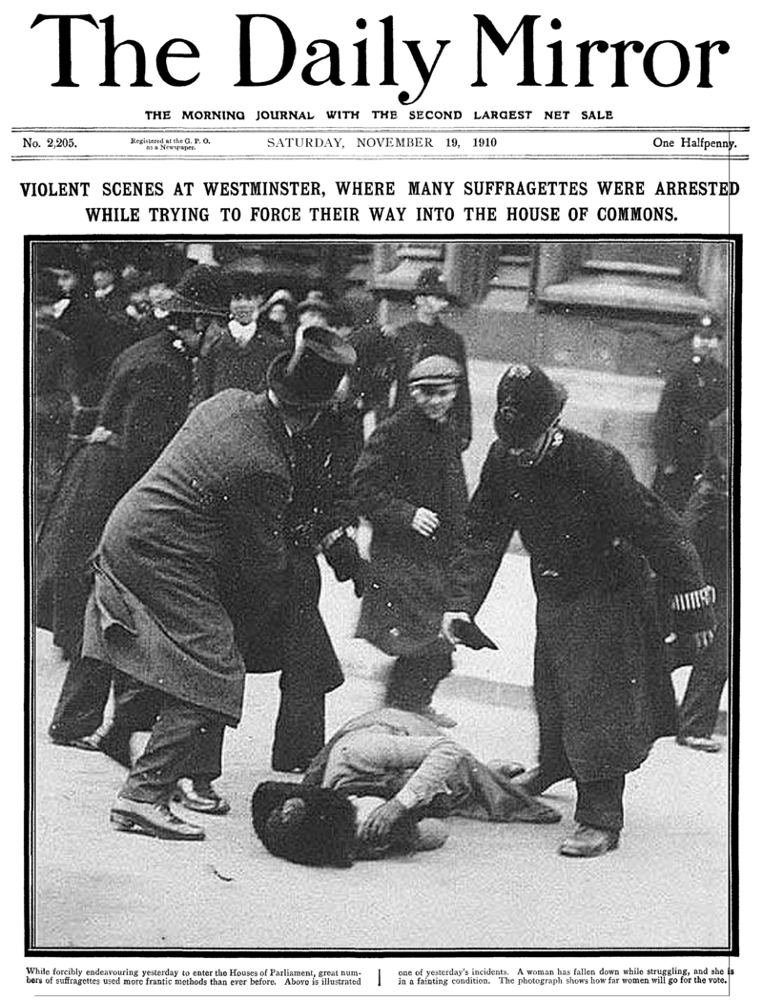 The Daily Mirror
THE MORNING JOURNAL WITH THE SECOND LARGEST NET SALE
No. 2,205.
Registered at the G. P. O.
as a Newspaper.
SATURDAY, NOVEMBER 19, 1910
One Halfpenny.
VIOLENT SCENES AT WESTMINSTER, WHERE MANY SUFFRAGETTES WERE ARRESTED
WHILE TRYING TO FORCE THEIR WAY INTO THE HOUSE OF COMMONS.
While forcibly endeavouring yesterday to enter the Houses of Parliament, great num-
bers of suffragettes used more frantic methods than ever before. Above is illustrated
one of yesterday's incidents. A woman has fallen down while struggling, and she is
in a fainting condition. The photograph shows how far women will go for the vote.